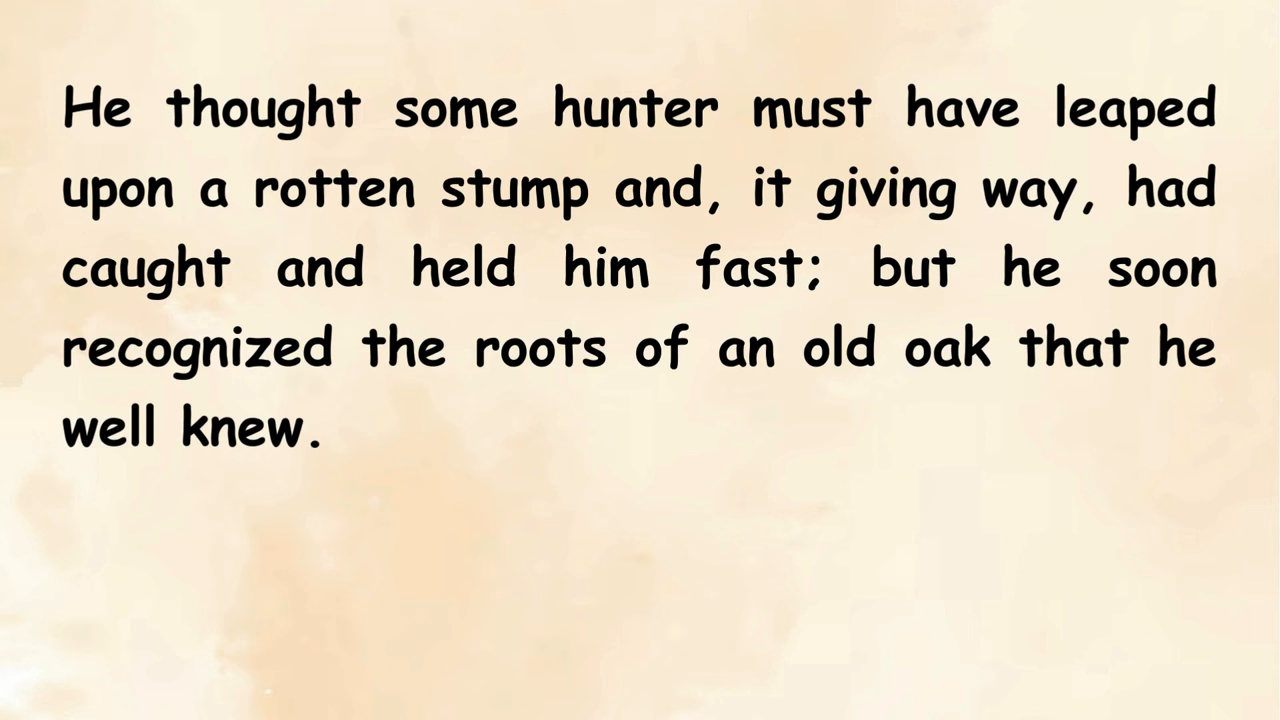 He thought some hunter must have leaped
upon a rotten stump and, it giving way, had
caught and held him fast; but he soon
recognized the roots of an old oak that he
well knew.